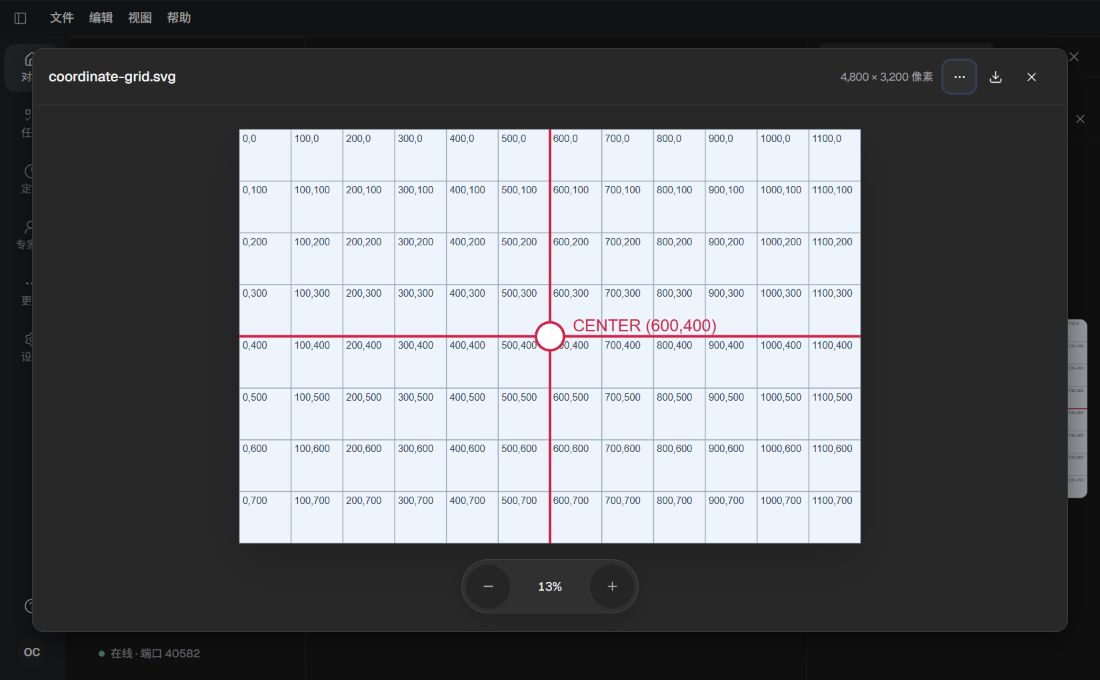 文件 编辑 视图 帮助
coordinate-grid.svg
4,800 × 3,200 像素
0,0 100,0 200,0 300,0 400,0 500,0 600,0 700,0 800,0 900,0 1000,0 1100,0
0,100 100,100 200,100 300,100 400,100 500,100 600,100 700,100 800,100 900,100 1000,100 1100,100
0,200 100,200 200,200 300,200 400,200 500,200 600,200 700,200 800,200 900,200 1000,200 1100,200
0,300 100,300 200,300 300,300 400,300 500,300 600,300 700,300 800,300 900,300 1000,300 1100,300
CENTER (600,400)
0,400 100,400 200,400 300,400 400,400 500,400 700,400 800,400 900,400 1000,400 1100,400
0,500 100,500 200,500 300,500 400,500 500,500 600,500 700,500 800,500 900,500 1000,500 1100,500
0,600 100,600 200,600 300,600 400,600 500,600 600,600 700,600 800,600 900,600 1000,600 1100,600
0,700 100,700 200,700 300,700 400,700 500,700 600,700 700,700 800,700 900,700 1000,700 1100,700
13%
OC
在线 · 端口 40582